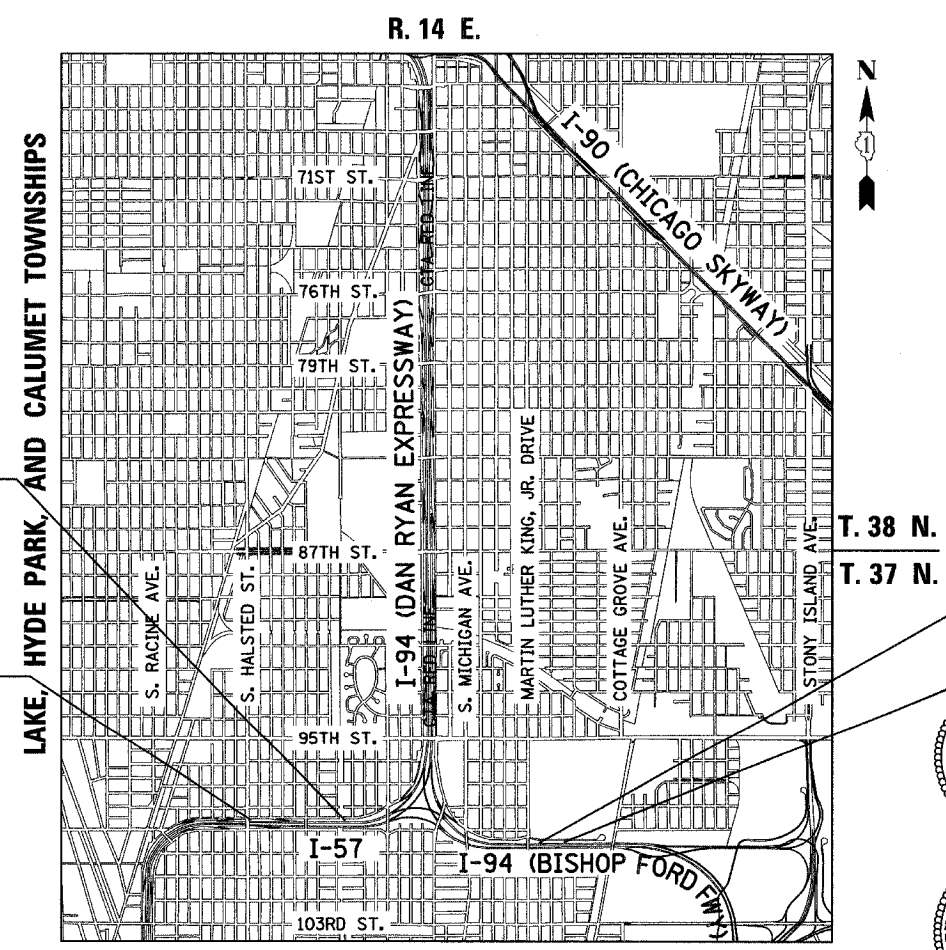 R. 14 E.
N
1
LAKE, HYDE PARK, AND CALUMET TOWNSHIPS
I-90 (CHICAGO SKYWAY)
71ST ST.
CTA RED LINE
76TH ST.
79TH ST.
I-94 (DAN RYAN EXPRESSWAY)
MARTIN LUTHER KING, JR. DRIVE
T. 38 N.
87TH ST.
T. 37 N.
S. RACINE AVE.
S. HALSTED ST.
CTA RED LINE
S. MICHIGAN AVE.
COTTAGE GROVE AVE.
STONY ISLAND AVE.
95TH ST.
I-57
I-94 (BISHOP FORD FWY)
103RD ST.